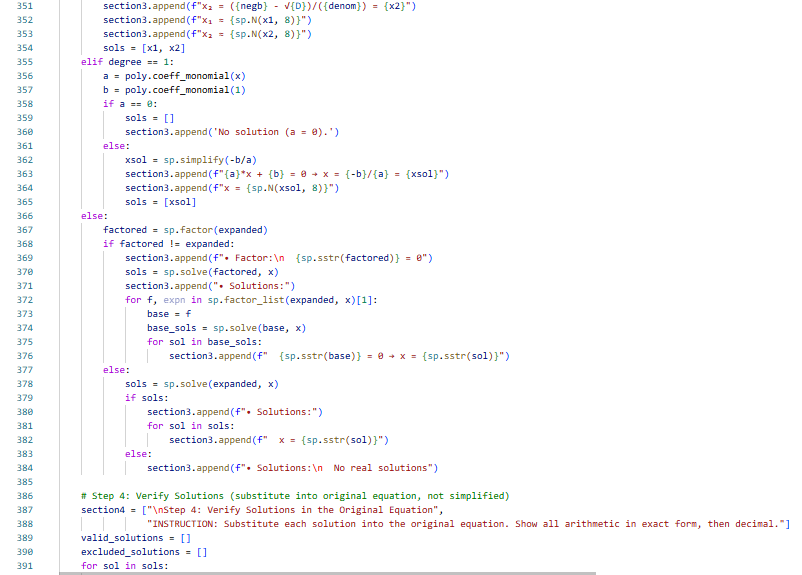 351 section3.append(f"x₂ = ({negb} - √{D})/({denom}) = {x2}")
352 section3.append(f"x₁ ≈ {sp.N(x1, 8)}")
353 section3.append(f"x₂ ≈ {sp.N(x2, 8)}")
354 sols = [x1, x2]
355 elif degree == 1:
356 a = poly.coeff_monomial(x)
357 b = poly.coeff_monomial(1)
358 if a == 0:
359 sols = []
360 section3.append('No solution (a = 0).')
361 else:
362 xsol = sp.simplify(-b/a)
363 section3.append(f"{a}*x + {b} = 0 → x = {-b}/{a} = {xsol}")
364 section3.append(f"x = {sp.N(xsol, 8)}")
365 sols = [xsol]
366 else:
367 factored = sp.factor(expanded)
368 if factored != expanded:
369 section3.append(f"• Factor:\n  {sp.sstr(factored)} = 0")
370 sols = sp.solve(factored, x)
371 section3.append("• Solutions:")
372 for f, expn in sp.factor_list(expanded, x)[1]:
373 base = f
374 base_sols = sp.solve(base, x)
375 for sol in base_sols:
376 section3.append(f"  {sp.sstr(base)} = 0 → x = {sp.sstr(sol)}")
377 else:
378 sols = sp.solve(expanded, x)
379 if sols:
380 section3.append(f"• Solutions:")
381 for sol in sols:
382 section3.append(f"  x = {sp.sstr(sol)}")
383 else:
384 section3.append(f"• Solutions:\n  No real solutions")
385
386 # Step 4: Verify Solutions (substitute into original equation, not simplified)
387 section4 = ["\nStep 4: Verify Solutions in the Original Equation",
388 "INSTRUCTION: Substitute each solution into the original equation. Show all arithmetic in exact form, then decimal."]
389 valid_solutions = []
390 excluded_solutions = []
391 for sol in sols: